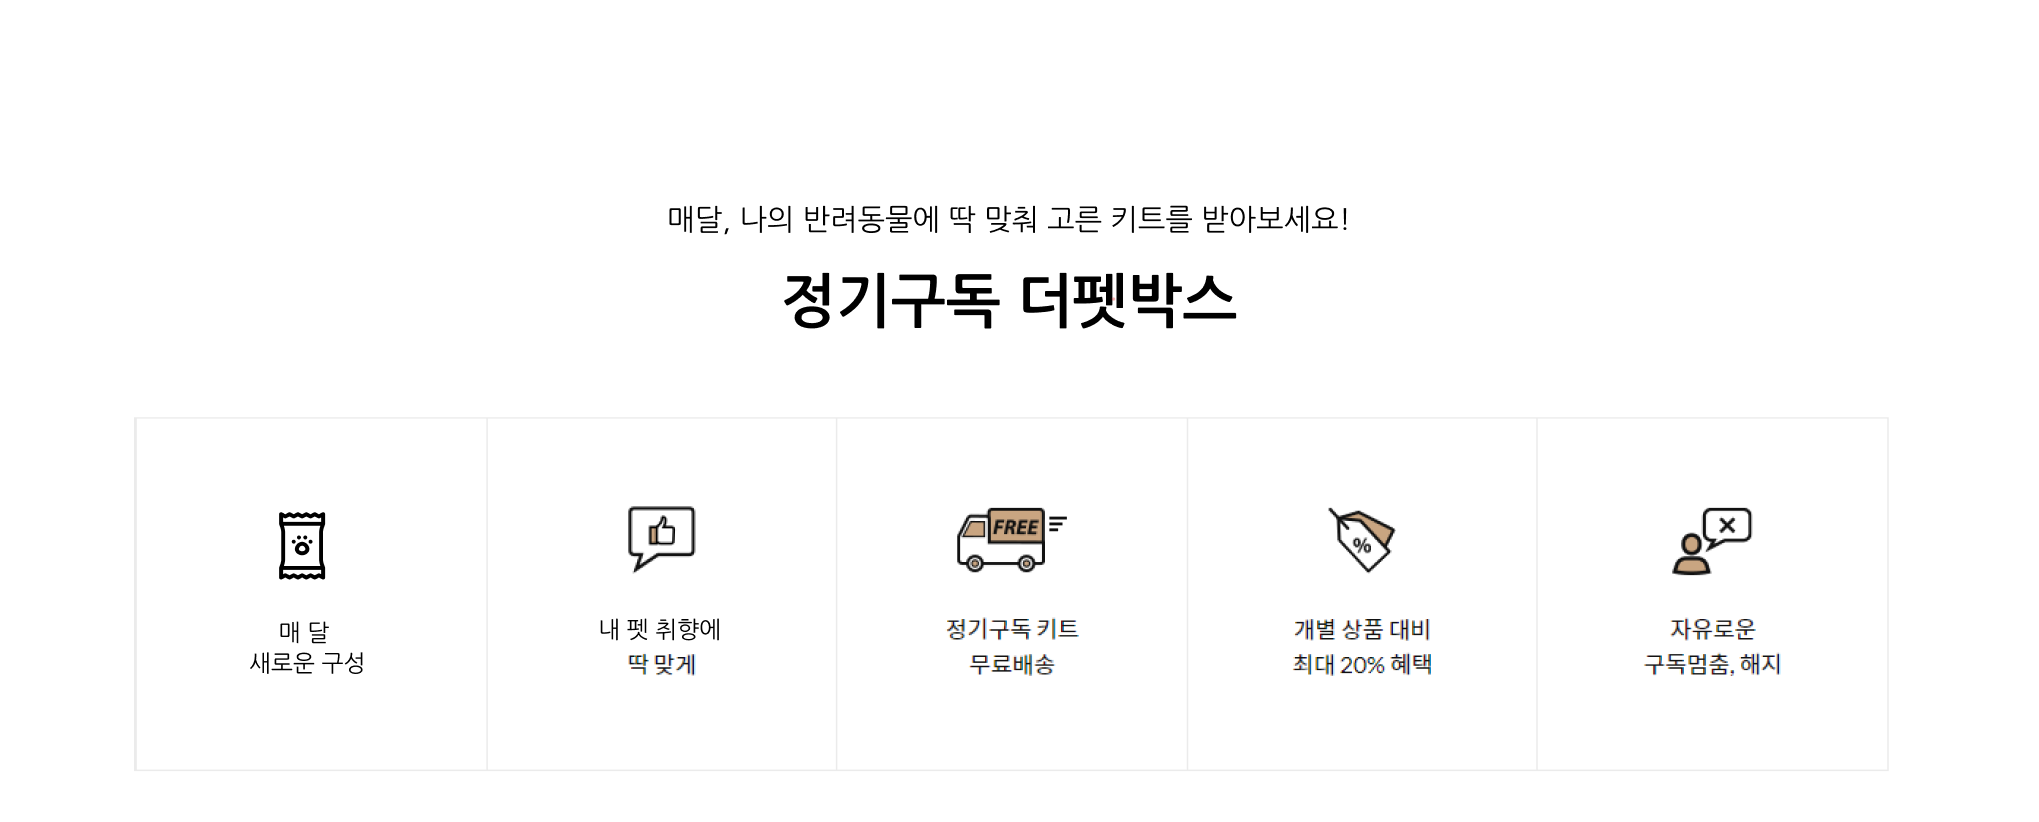 매달, 나의 반려동물에 딱 맞춰 고른 키트를 받아보세요!
정기구독 더펫박스
매 달
새로운 구성
내 펫 취향에
딱 맞게
FREE
정기구독 키트
무료배송
%
개별 상품 대비
최대 20% 혜택
자유로운
구독멈춤, 해지